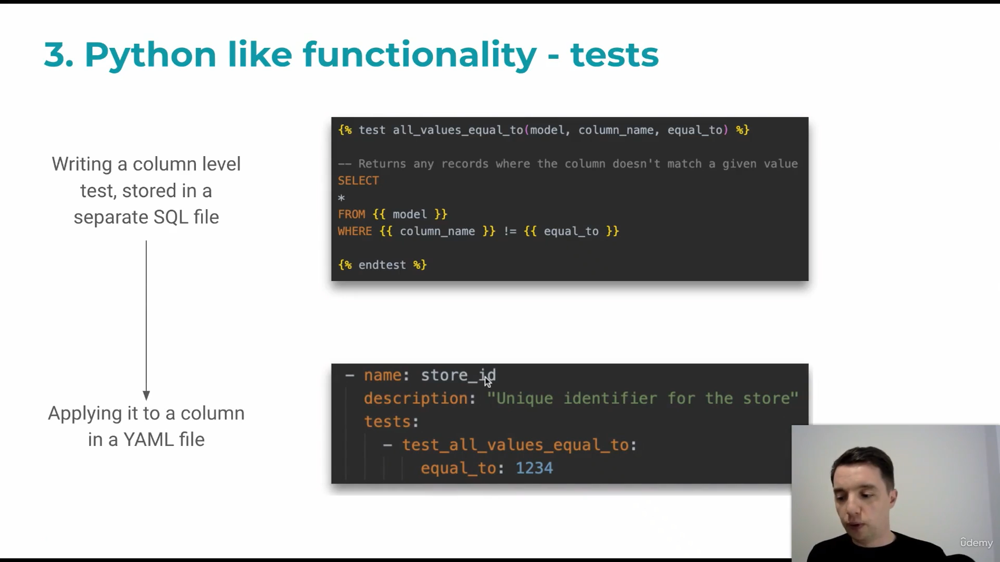 3. Python like functionality - tests
Writing a column level
test, stored in a
separate SQL file
{% test all_values_equal_to(model, column_name, equal_to) %}
-- Returns any records where the column doesn't match a given value
SELECT
*
FROM {{ model }}
WHERE {{ column_name }} != {{ equal_to }}
{% endtest %}
Applying it to a column
in a YAML file
- name: store_id
description: "Unique identifier for the store"
tests:
- test_all_values_equal_to:
equal_to: 1234
ûdemy